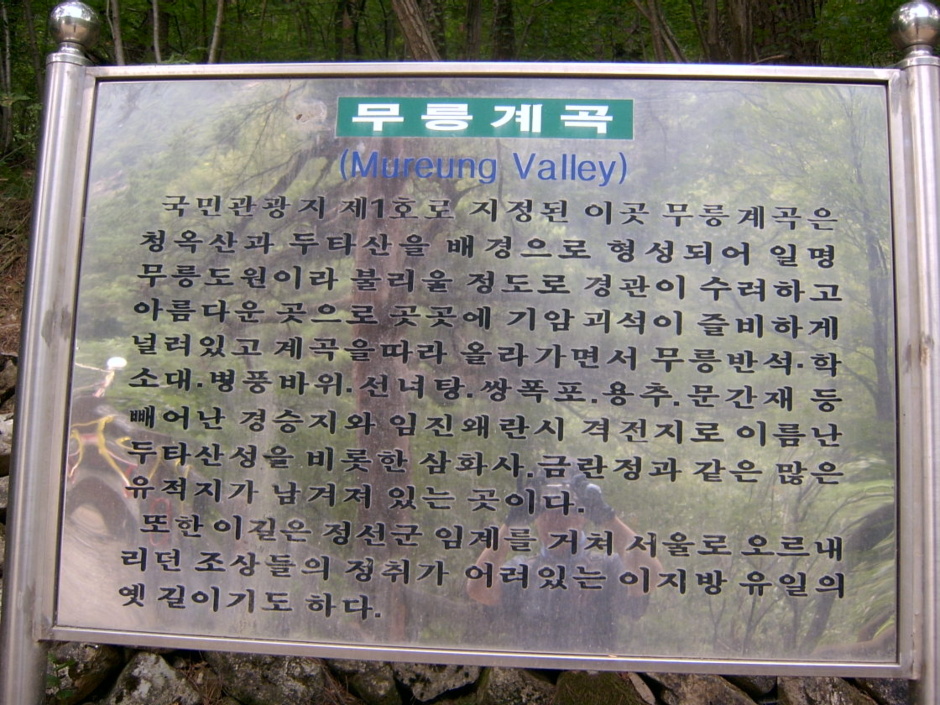 무릉계곡
(Mureung Valley)
국민관광지 제1호로 지정된 이곳 무릉계곡은
청옥산과 두타산을 배경으로 형성되어 일명
무릉도원이라 불리울 정도로 경관이 수려하고
아름다운 곳으로 곳곳에 기암괴석이 즐비하게
널려있고 계곡을따라 올라가면서 무릉반석.학
소대.병풍바위.선녀탕.쌍폭포.용추.문간재 등
빼어난 경승지와 임진왜란시 격전지로 이름난
두타산성을 비롯한 삼화사.금란정과 같은 많은
유적지가 남겨져 있는 곳이다.
또한 이길은 정선군 임계를 거쳐 서울로 오르내
리던 조상들의 정취가 어려있는 이지방 유일의
옛 길이기도 하다.